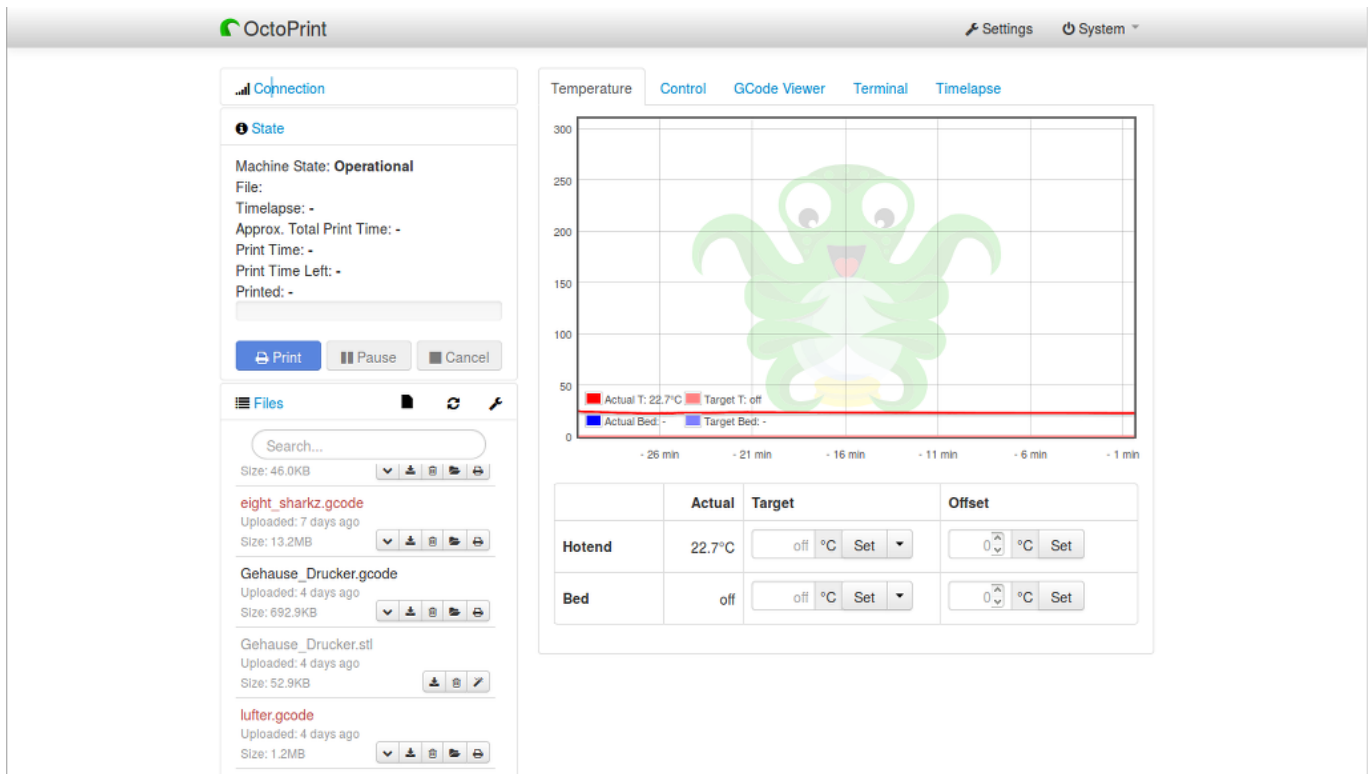 OctoPrint
Settings
System
Connection
State
Machine State: Operational
File:
Timelapse: -
Approx. Total Print Time: -
Print Time: -
Print Time Left: -
Printed: -
Print
Pause
Cancel
Files
Search...
Size: 46.0KB
eight_sharkz.gcode
Uploaded: 7 days ago
Size: 13.2MB
Gehause_Drucker.gcode
Uploaded: 4 days ago
Size: 692.9KB
Gehause_Drucker.stl
Uploaded: 4 days ago
Size: 52.9KB
lufter.gcode
Uploaded: 4 days ago
Size: 1.2MB
Temperature Control GCode Viewer Terminal Timelapse
300
250
200
150
100
50
0
Actual T: 22.7°C Target T: off
Actual Bed: - Target Bed: -
- 26 min - 21 min - 16 min - 11 min - 6 min - 1 min
Actual Target Offset
Hotend 22.7°C off °C Set 0 °C Set
Bed off off °C Set 0 °C Set